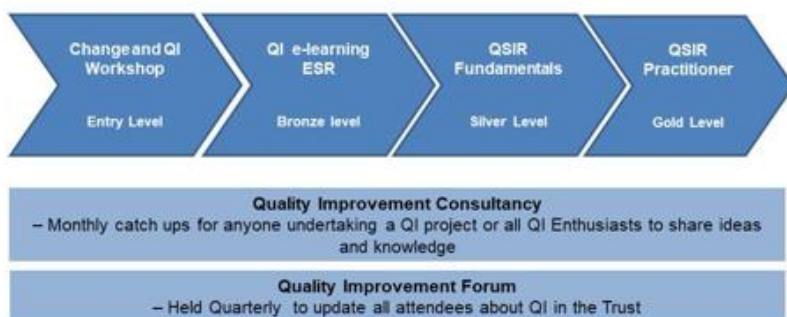 Change and QI
Workshop
Entry Level
QI e-learning
ESR
Bronze level
QSIR
Fundamentals
Silver Level
QSIR
Practitioner
Gold Level
Quality Improvement Consultancy
– Monthly catch ups for anyone undertaking a QI project or all QI Enthusiasts to share ideas
and knowledge
Quality Improvement Forum
– Held Quarterly to update all attendees about QI in the Trust